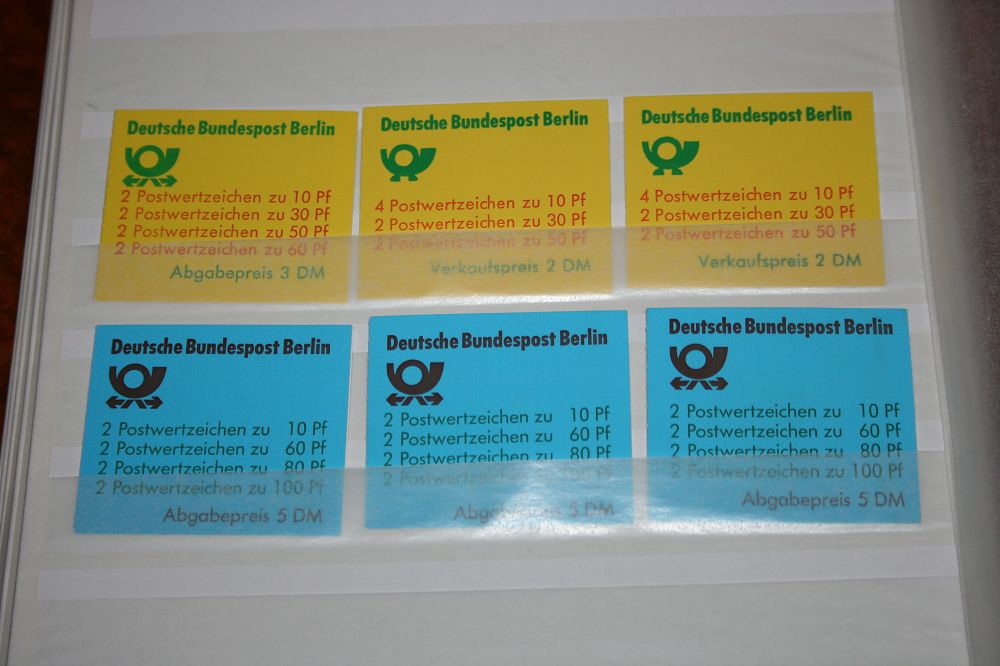 Deutsche Bundespost Berlin
2 Postwertzeichen zu 10 Pf
2 Postwertzeichen zu 30 Pf
2 Postwertzeichen zu 50 Pf
2 Postwertzeichen zu 60 Pf
Abgabepreis 3 DM
Deutsche Bundespost Berlin
4 Postwertzeichen zu 10 Pf
2 Postwertzeichen zu 30 Pf
2 Postwertzeichen zu 50 Pf
Verkaufspreis 2 DM
Deutsche Bundespost Berlin
4 Postwertzeichen zu 10 Pf
2 Postwertzeichen zu 30 Pf
2 Postwertzeichen zu 50 Pf
Verkaufspreis 2 DM
Deutsche Bundespost Berlin
2 Postwertzeichen zu 10 Pf
2 Postwertzeichen zu 60 Pf
2 Postwertzeichen zu 80 Pf
2 Postwertzeichen zu 100 Pf
Abgabepreis 5 DM
Deutsche Bundespost Berlin
2 Postwertzeichen zu 10 Pf
2 Postwertzeichen zu 60 Pf
2 Postwertzeichen zu 80 Pf
2 Postwertzeichen Pf
Abgabepreis 5 DM
Deutsche Bundespost Berlin
2 Postwertzeichen zu 10 Pf
2 Postwertzeichen zu 60 Pf
2 Postwertzeichen zu 80 Pf
2 Postwertzeichen zu 100 Pf
Abgabepreis 5 DM